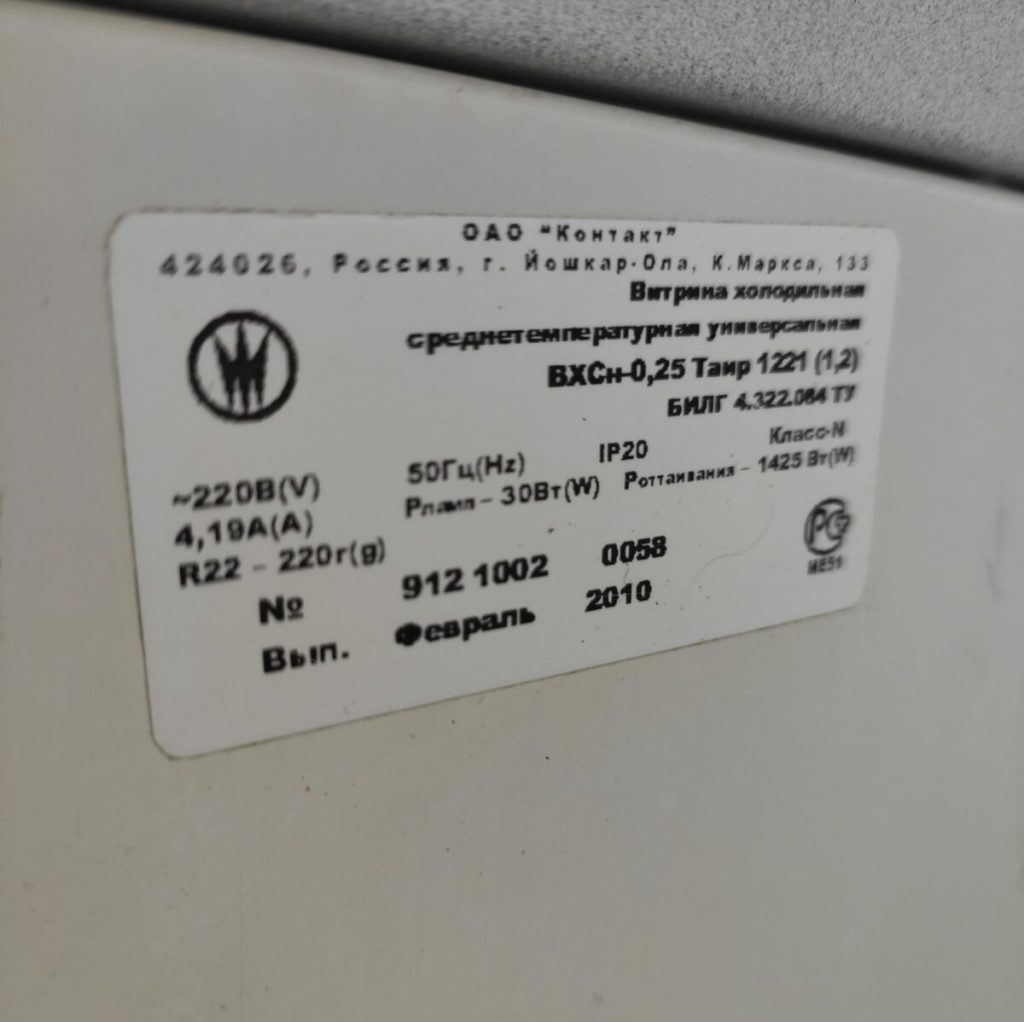 ОАО "Контакт"
424026, Россия, г. Йошкар-Ола, К.Маркса, 133
Витрина холодильная
среднетемпературная универсальная
ВХСн-0,25 Таир 1221 (1,2)
БИЛГ 4.322.084 ТУ
~220В(V) 50Гц(Hz) IP20 Класс-N
4,19А(А) Рламп – 30Вт(W) Роттаивания – 1425 Вт(W)
R22 – 220г(g)
№ 912 1002 0058
Вып. Февраль 2010
РСТ
МЕ51